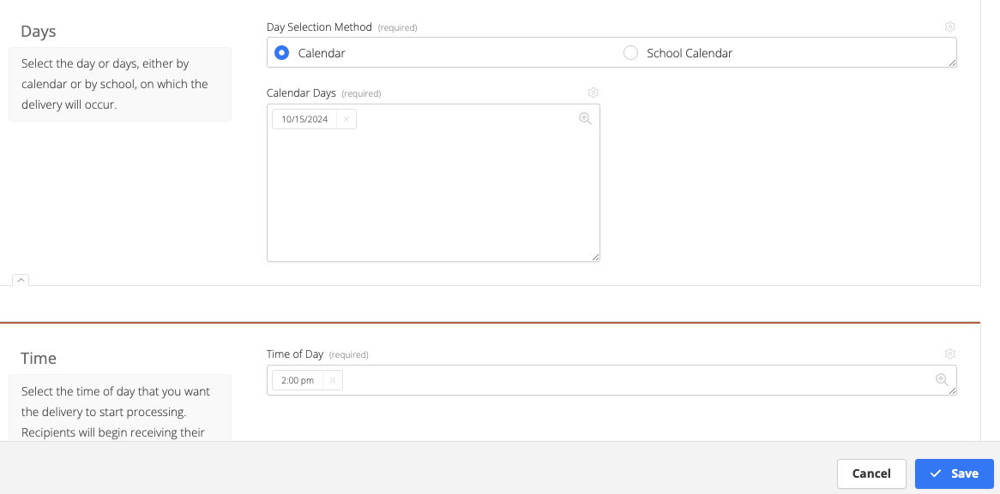 Days
Select the day or days, either by
calendar or by school, on which the
delivery will occur.
Day Selection Method (required)
Calendar
School Calendar
Calendar Days (required)
10/15/2024 ×
Time
Select the time of day that you want
the delivery to start processing.
Recipients will begin receiving their
Time of Day (required)
2:00 pm ×
Cancel
Save